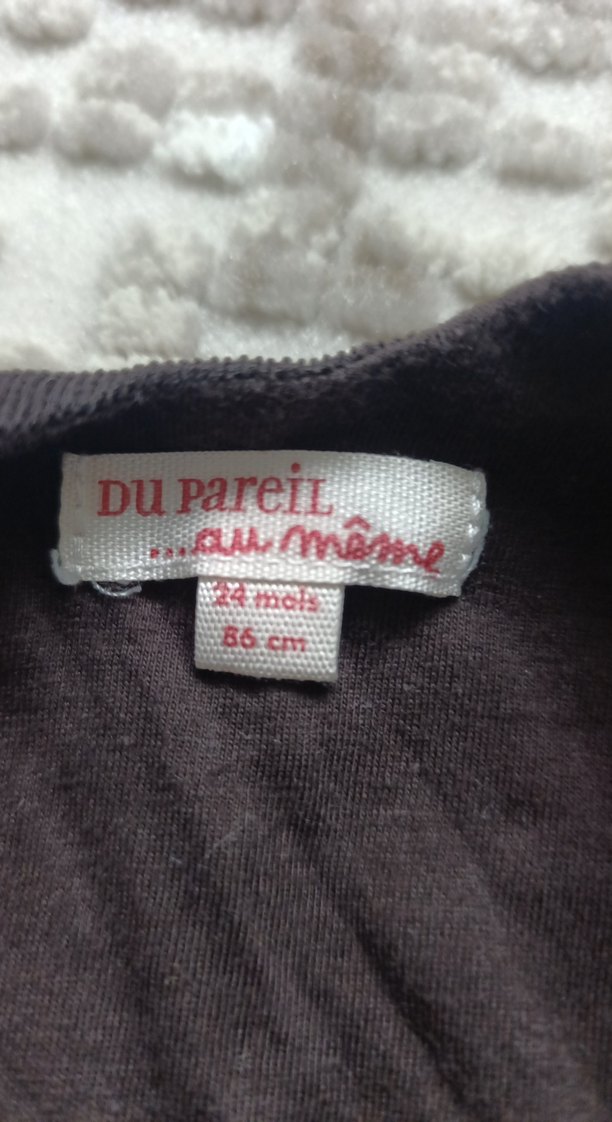 Du Pareil
...au même
24 mois
86 cm